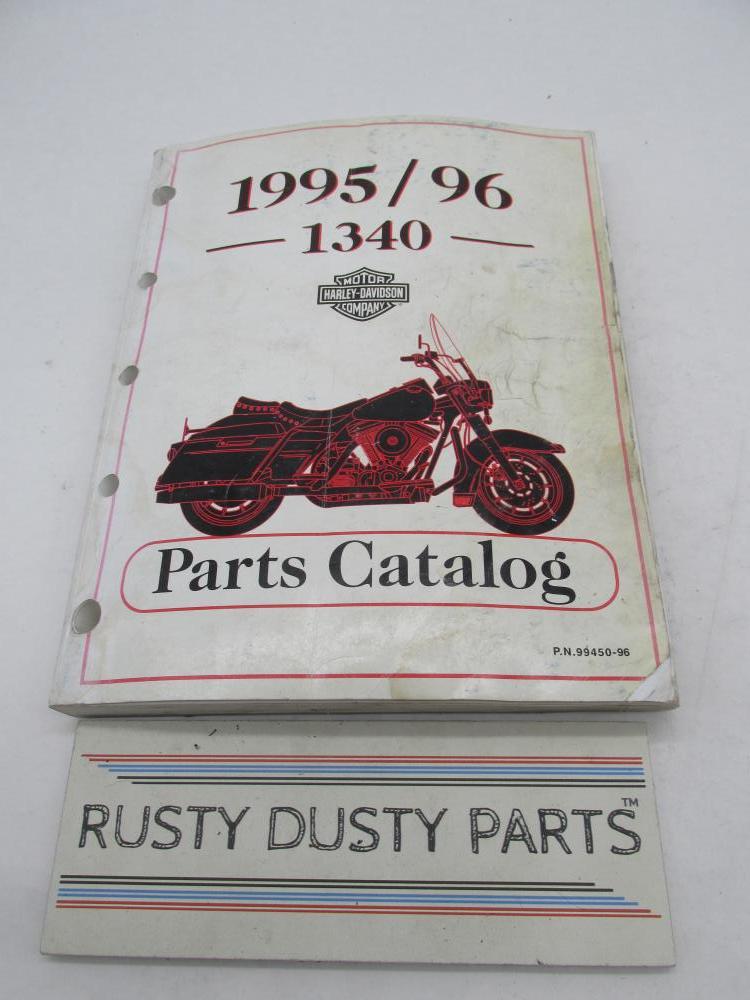 1995/96
1340
MOTOR
HARLEY-DAVIDSON
COMPANY
Parts Catalog
P.N.99450-96
RUSTY DUSTY PARTS™